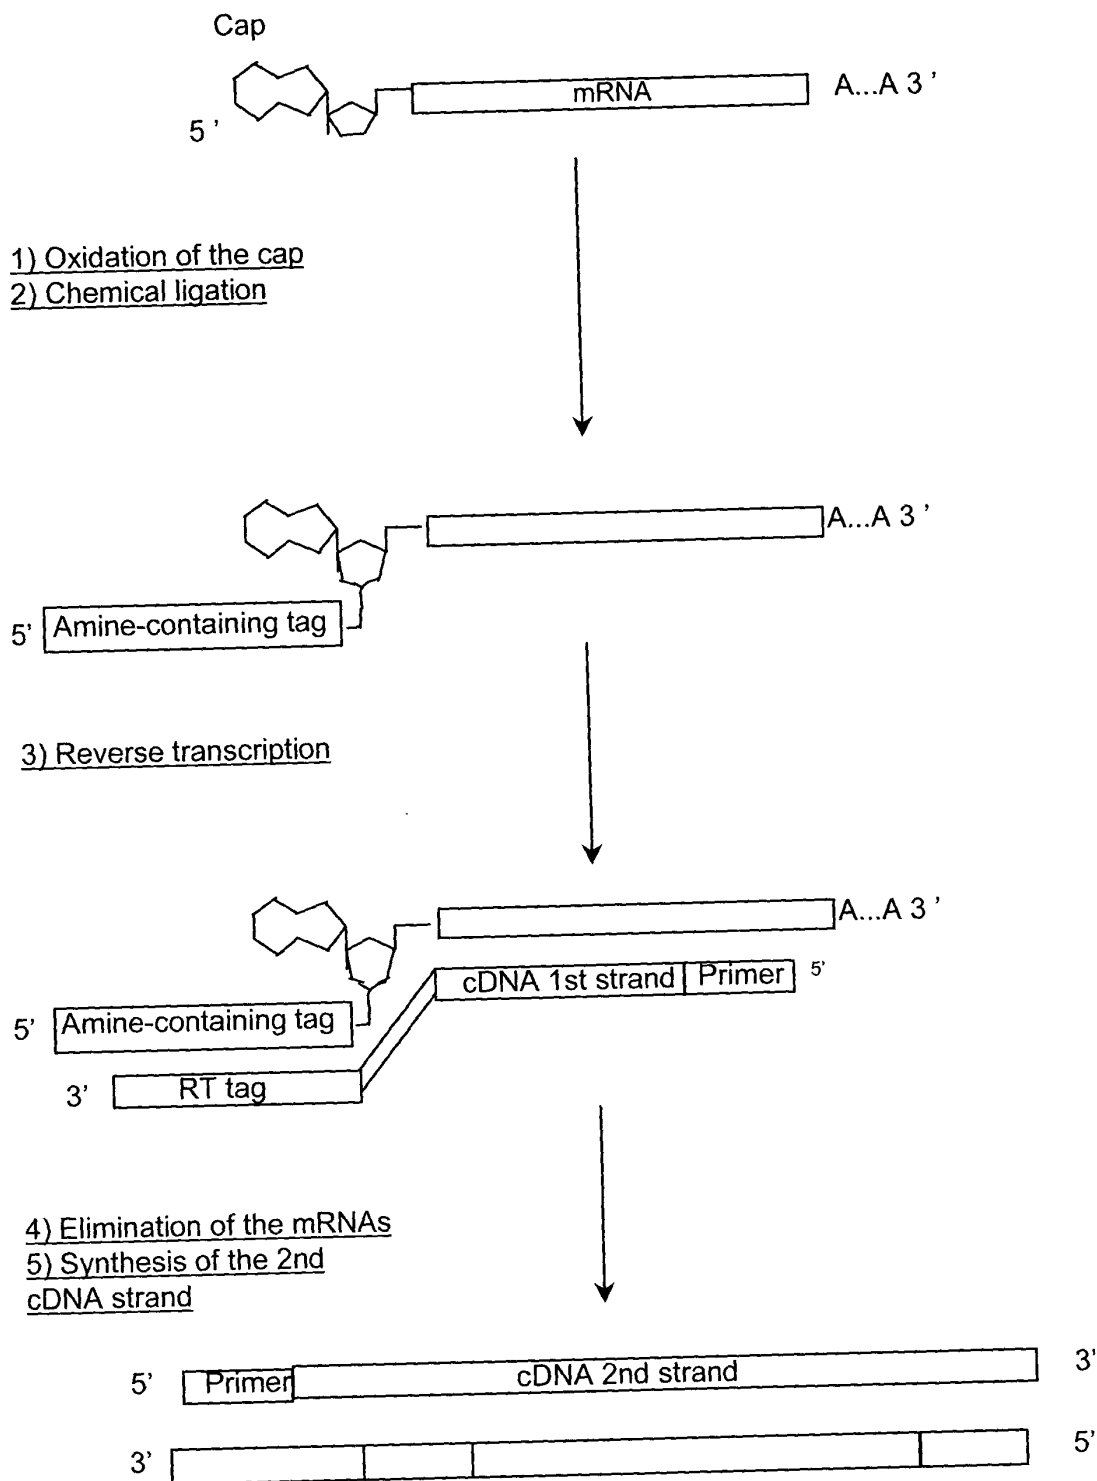 Cap
mRNA
A...A 3 '
5 '
1) Oxidation of the cap
2) Chemical ligation
A...A 3 '
5' Amine-containing tag
3) Reverse transcription
A...A 3 '
cDNA 1st strand Primer 5'
5' Amine-containing tag
3' RT tag
4) Elimination of the mRNAs
5) Synthesis of the 2nd
cDNA strand
5' Primer cDNA 2nd strand 3'
3' 5'